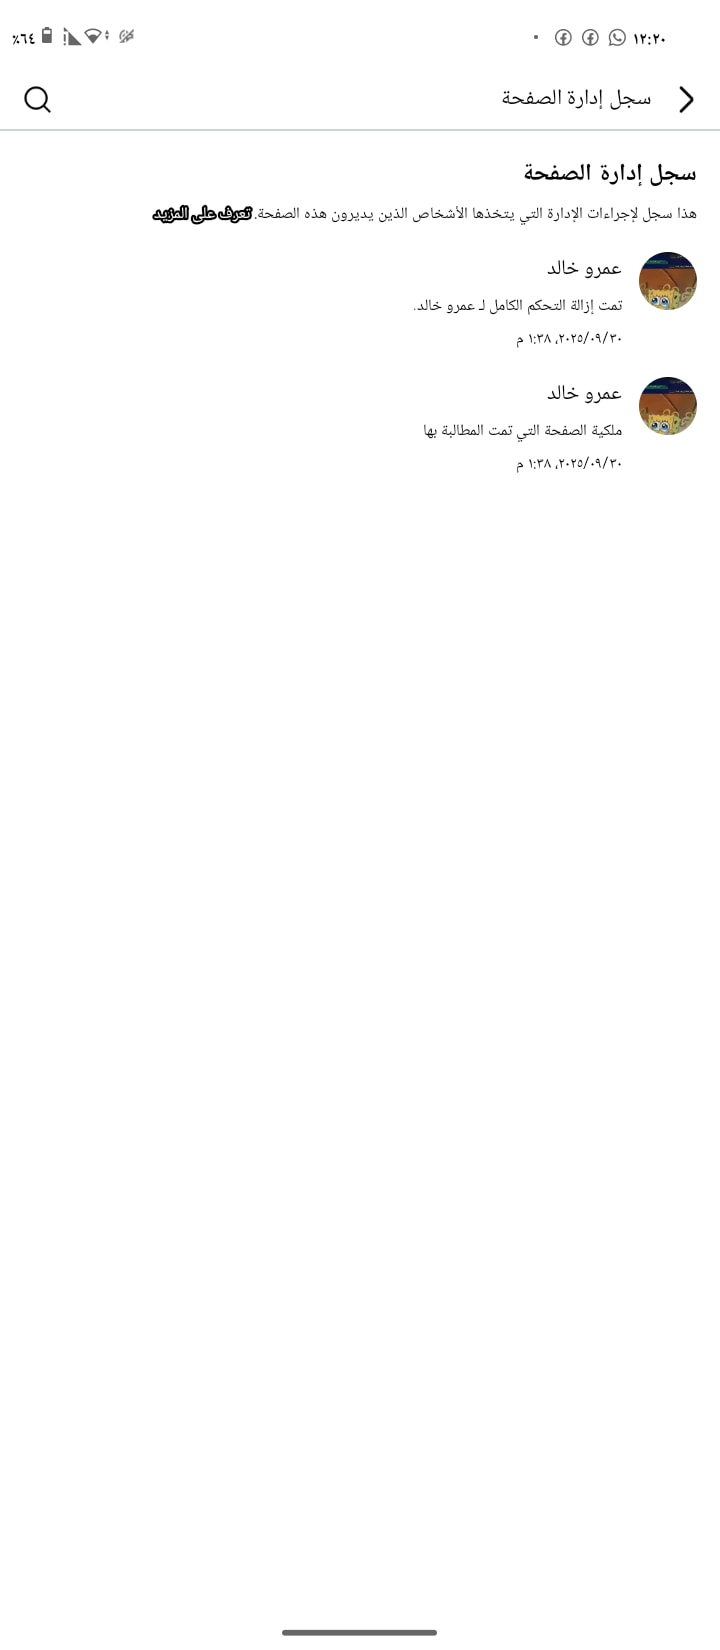 ١٢:٢٠
٪٦٤
سجل إدارة الصفحة
سجل إدارة الصفحة
هذا سجل لإجراءات الإدارة التي يتخذها الأشخاص الذين يديرون هذه الصفحة. تعرف على المزيد
عمرو خالد
تمت إزالة التحكم الكامل لـ عمرو خالد.
٢٠٢٥/٠٩/٣٠، ١:٣٨ م
عمرو خالد
ملكية الصفحة التي تمت المطالبة بها
٢٠٢٥/٠٩/٣٠، ١:٣٨ م